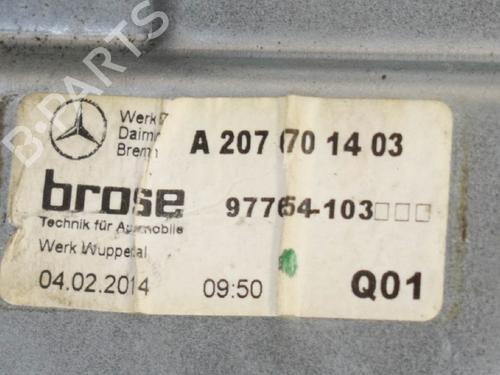 B-PARTS
Werk
Daim
Brem
A 207 701 14 03
brose
97764-103□□□
Technik für Automobile
Werk Wuppertal
04.02.2014 09:50 Q01